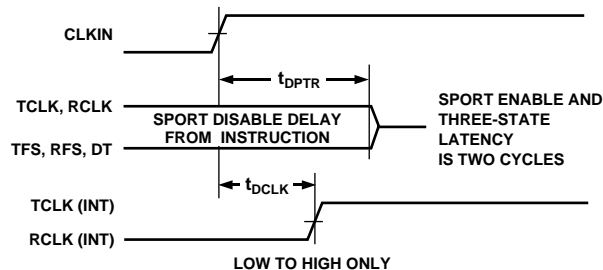 CLKIN
tDPTR
TCLK, RCLK
SPORT DISABLE DELAY
FROM INSTRUCTION
TFS, RFS, DT
SPORT ENABLE AND
THREE-STATE
LATENCY
IS TWO CYCLES
tDCLK
TCLK (INT)
RCLK (INT)
LOW TO HIGH ONLY